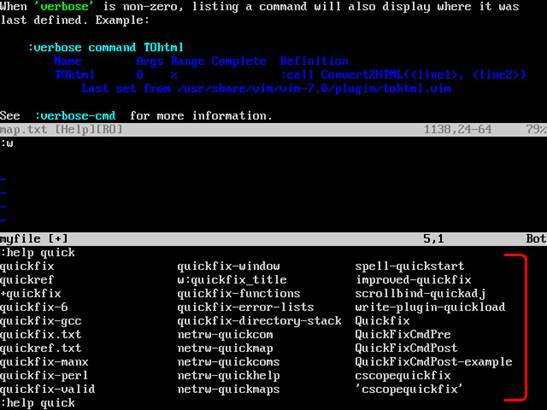 When 'verbose' is non-zero, listing a command will also display where it was
last defined. Example:
:verbose command TOhtml
Name Args Range Complete Definition
TOhtml 0 % :call Convert2HTML(<line1>, <line2>)
Last set from /usr/share/vim/vim-7.0/plugin/tohtml.vim
See :verbose-cmd for more information.
map.txt [Help][RO] 1138,24-64 79%
:w
~
~
~
~
myfile [+] 5,1 Bot
:help quick
quickfix quickfix-window spell-quickstart
quickref w:quickfix_title improved-quickfix
+quickfix quickfix-functions scrollbind-quickadj
quickfix-6 quickfix-error-lists write-plugin-quickload
quickfix-gcc quickfix-directory-stack Quickfix
quickfix.txt netrw-quickcom QuickFixCmdPre
quickref.txt netrw-quickmap QuickFixCmdPost
quickfix-manx netrw-quickcoms QuickFixCmdPost-example
quickfix-perl netrw-quickhelp cscopequickfix
quickfix-valid netrw-quickmaps 'cscopequickfix'
:help quick